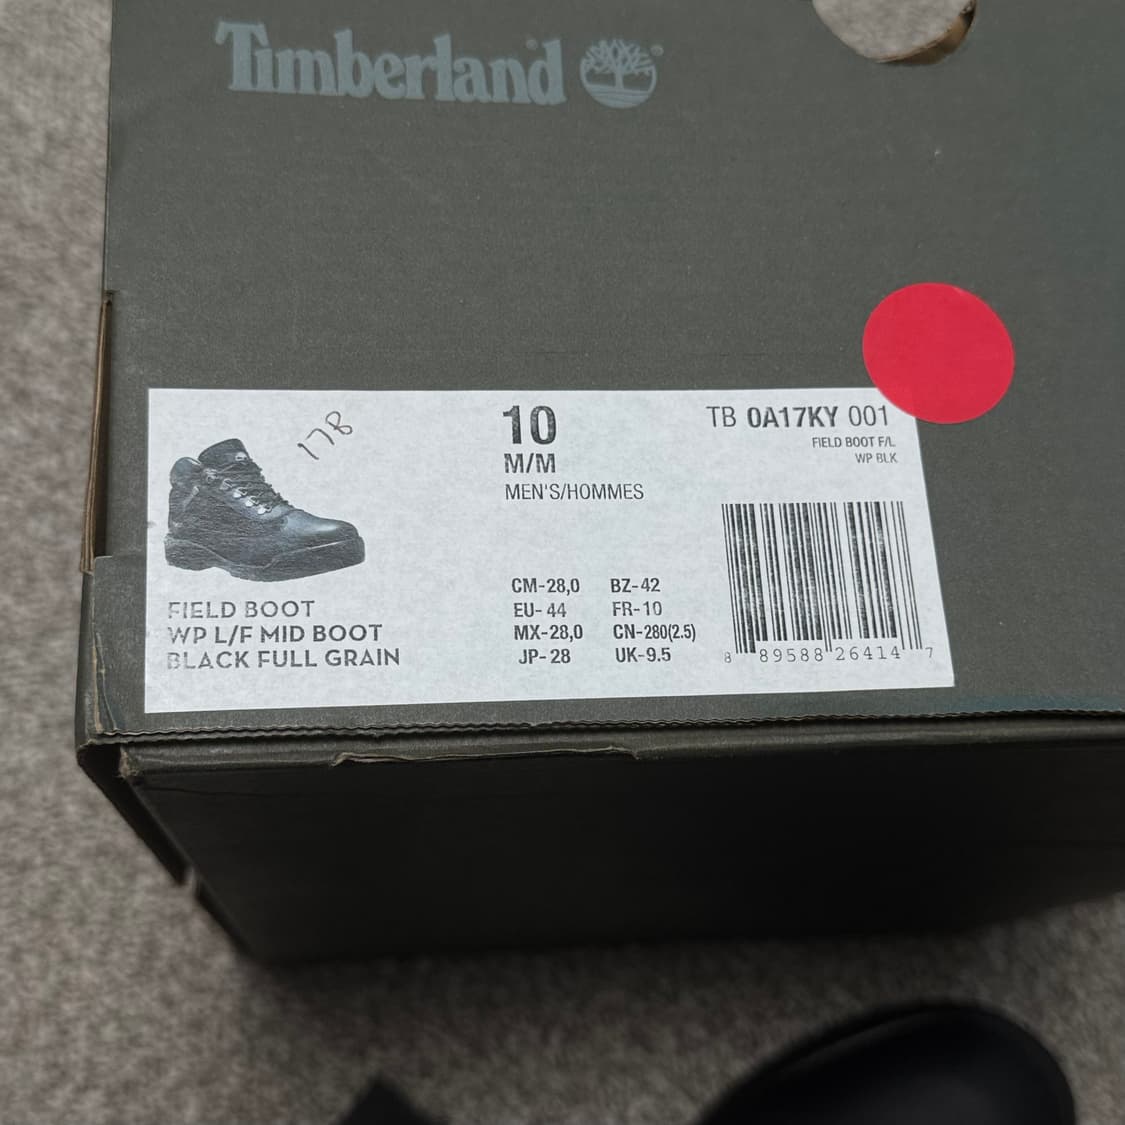 Timberland ®
178
10
M/M
MEN'S/HOMMES
TB 0A17KY 001
FIELD BOOT F/L
WP BLK
FIELD BOOT
WP L/F MID BOOT
BLACK FULL GRAIN
CM-28,0 BZ-42
EU- 44 FR-10
MX-28,0 CN-280(2.5)
JP- 28 UK-9.5
8 89588 26414 7